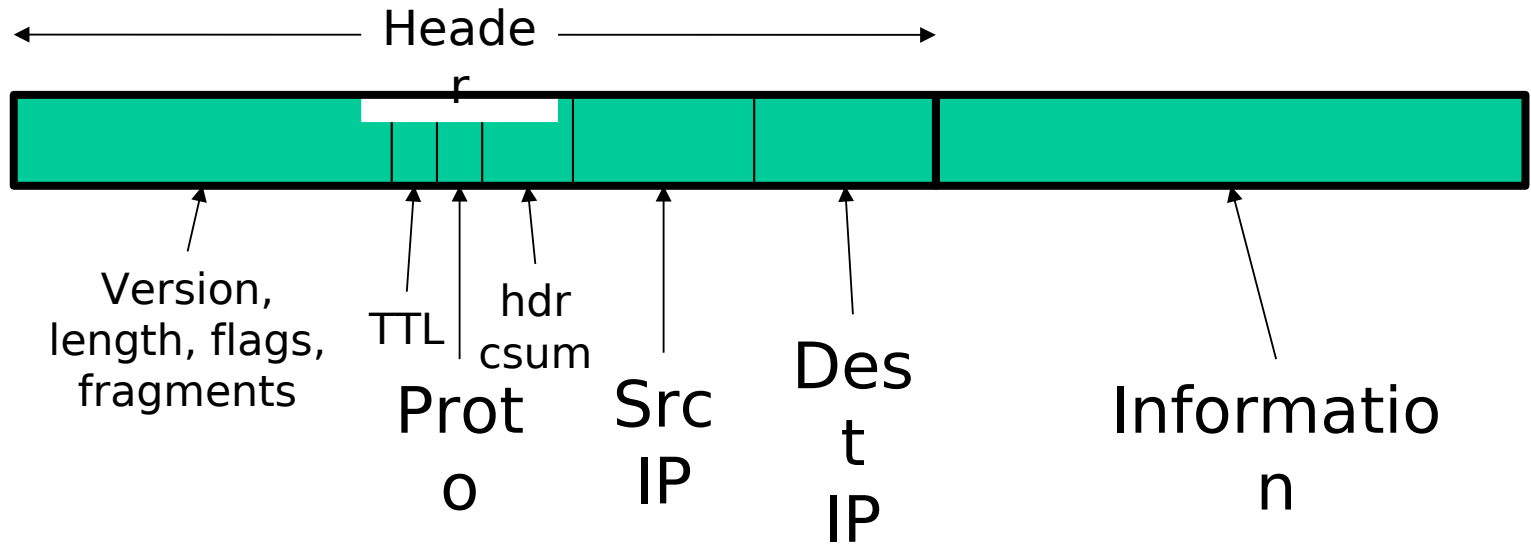 Heade
r
Version,
length, flags,
fragments
TTL
Prot
o
hdr
csum
Src
IP
Des
t
IP
Informatio
n